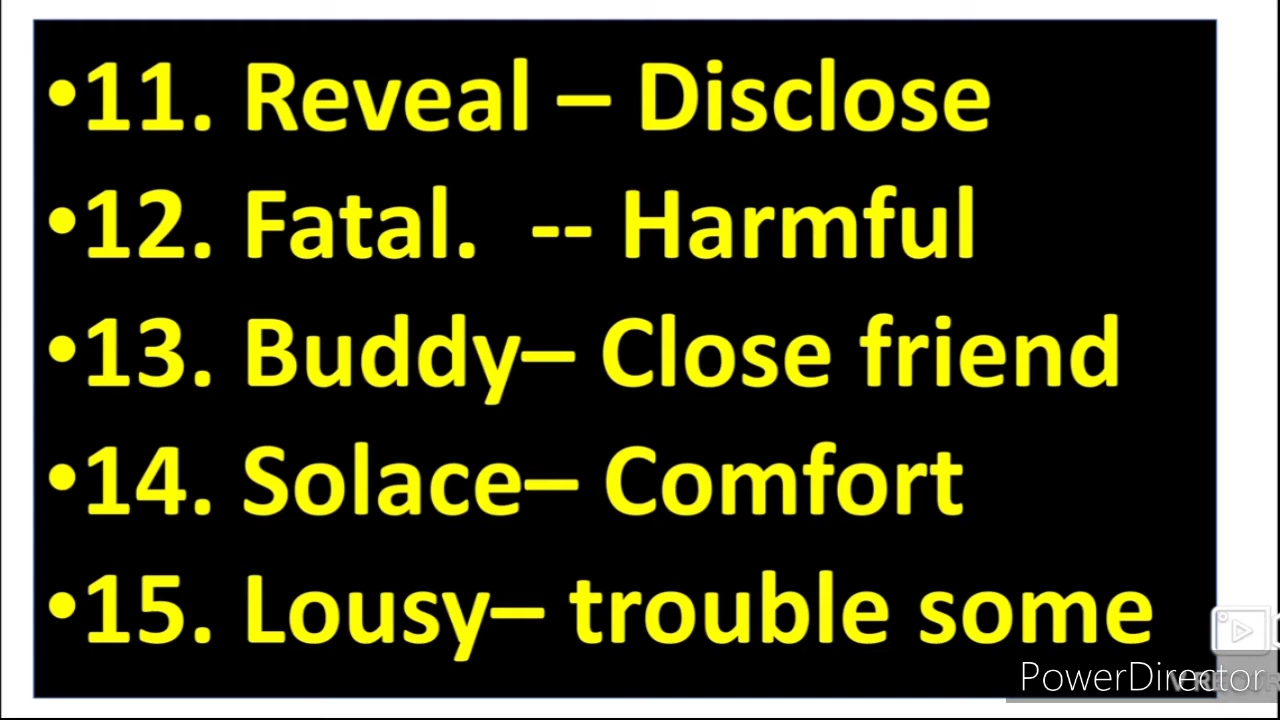 •11. Reveal – Disclose
•12. Fatal.  -- Harmful
•13. Buddy– Close friend
•14. Solace– Comfort
•15. Lousy– trouble some
PowerDirector